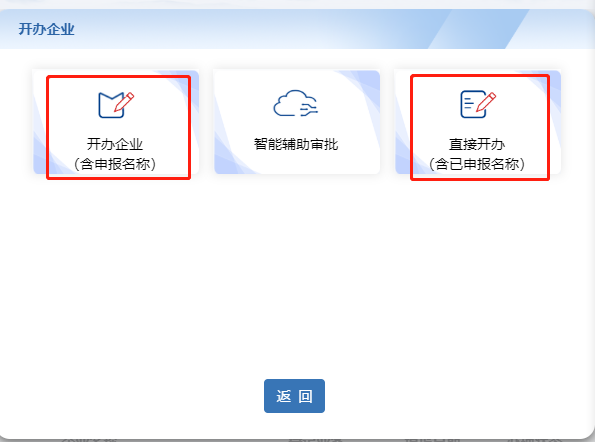 开办企业
开办企业
（含申报名称）
智能辅助审批
直接开办
（含已申报名称）
返 回